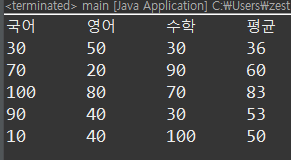 <terminated> main [Java Application] C:₩Users₩zest
국어 영어 수학 평균
30 50 30 36
70 20 90 60
100 80 70 83
90 40 30 53
10 40 100 50